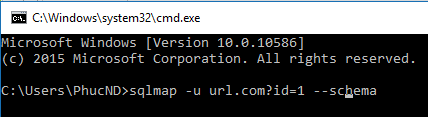 C:\Windows\system32\cmd.exe
Microsoft Windows [Version 10.0.10586]
(c) 2015 Microsoft Corporation. All rights reserved.
C:\Users\PhucND>sqlmap -u url.com?id=1 --schema